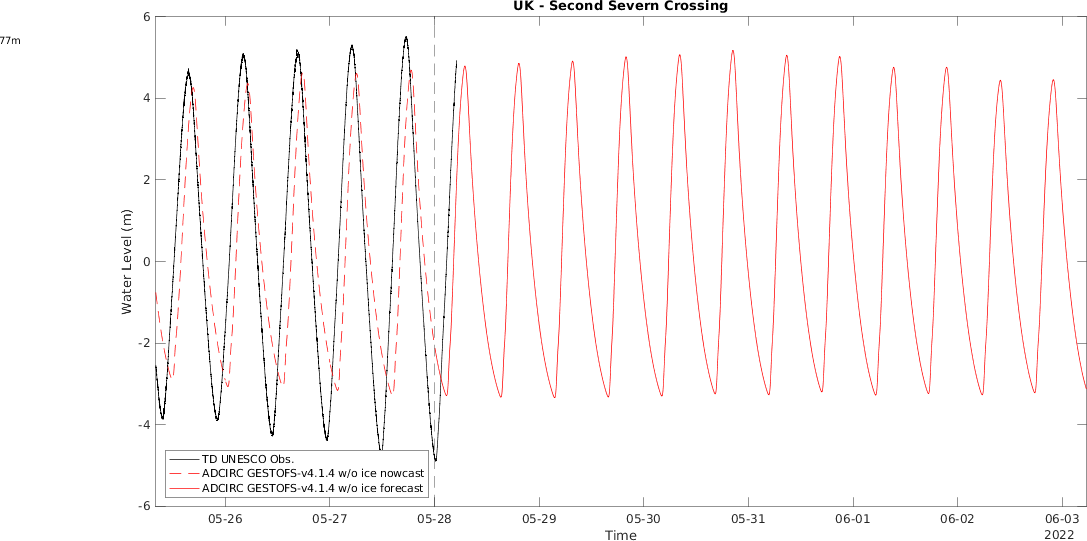 UK - Second Severn Crossing
77m
6
4
2
0
-2
-4
-6
Water Level (m)
TD UNESCO Obs.
ADCIRC GESTOFS-v4.1.4 w/o ice nowcast
ADCIRC GESTOFS-v4.1.4 w/o ice forecast
05-26 05-27 05-28 05-29 05-30 05-31 06-01 06-02 06-03
Time 2022